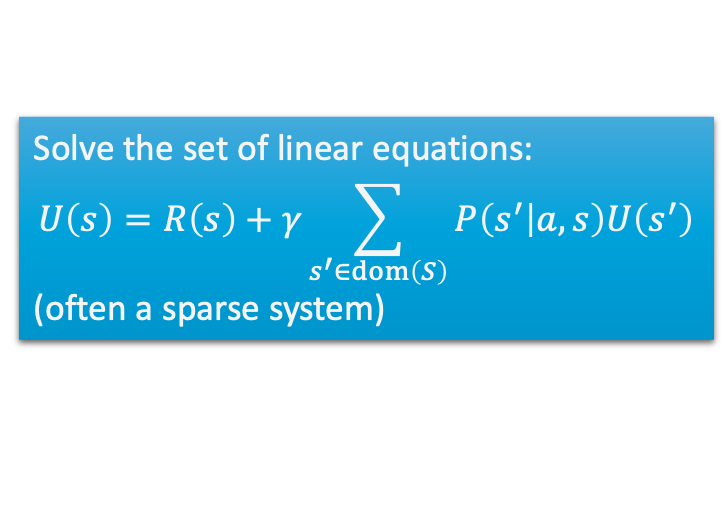 Solve the set of linear equations:
𝑈(𝑠) = 𝑅(𝑠) + 𝛾 ∑ 𝑃(𝑠′|𝑎, 𝑠)𝑈(𝑠′)
𝑠′∈dom(𝑆)
(often a sparse system)